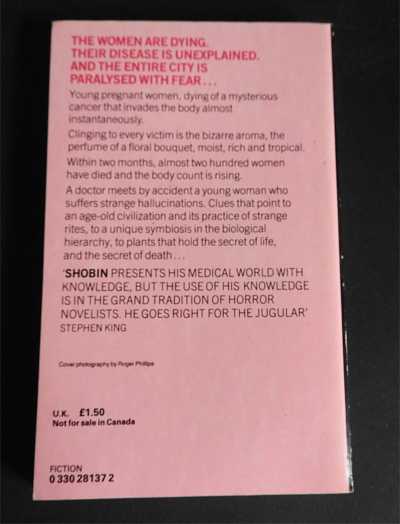 THE WOMEN ARE DYING.
THEIR DISEASE IS UNEXPLAINED.
AND THE ENTIRE CITY IS
PARALYSED WITH FEAR...
Young pregnant women, dying of a mysterious
cancer that invades the body almost
instantaneously.
Clinging to every victim is the bizarre aroma, the
perfume of a floral bouquet, moist, rich and tropical.
Within two months, almost two hundred women
have died and the body count is rising.
A doctor meets by accident a young woman who
suffers strange hallucinations. Clues that point to
an age-old civilization and its practice of strange
rites, to a unique symbiosis in the biological
hierarchy, to plants that hold the secret of life,
and the secret of death...
'SHOBIN PRESENTS HIS MEDICAL WORLD WITH
KNOWLEDGE, BUT THE USE OF HIS KNOWLEDGE
IS IN THE GRAND TRADITION OF HORROR
NOVELISTS. HE GOES RIGHT FOR THE JUGULAR'
STEPHEN KING
Cover photography by Roger Phillips
U.K. £1.50
Not for sale in Canada
FICTION
0 330 28137 2